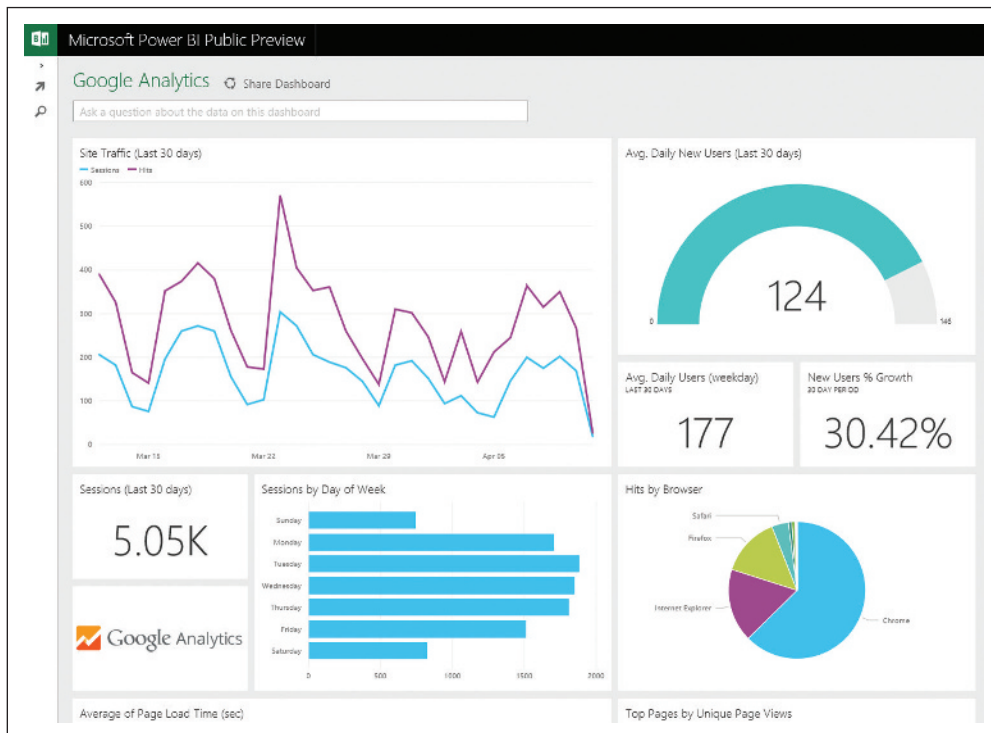 Microsoft Power BI Public Preview
Google Analytics
Share Dashboard
Ask a question about the data on this dashboard
Site Traffic (Last 30 days)
Sessions Hits
600
500
400
300
200
100
0
Mar 15
Mar 22
Mar 29
Apr 05
Avg. Daily New Users (Last 30 days)
124
0
146
Avg. Daily Users (weekday)
LAST 30 DAYS
177
New Users % Growth
30 DAY PERIOD
30.42%
Sessions (Last 30 days)
5.05K
Google Analytics
Sessions by Day of Week
Sunday
Monday
Tuesday
Wednesday
Thursday
Friday
Saturday
0
500
1000
1500
2000
Hits by Browser
Safari
Firefox
Internet Explorer
Chrome
Average of Page Load Time (sec)
Top Pages by Unique Page Views